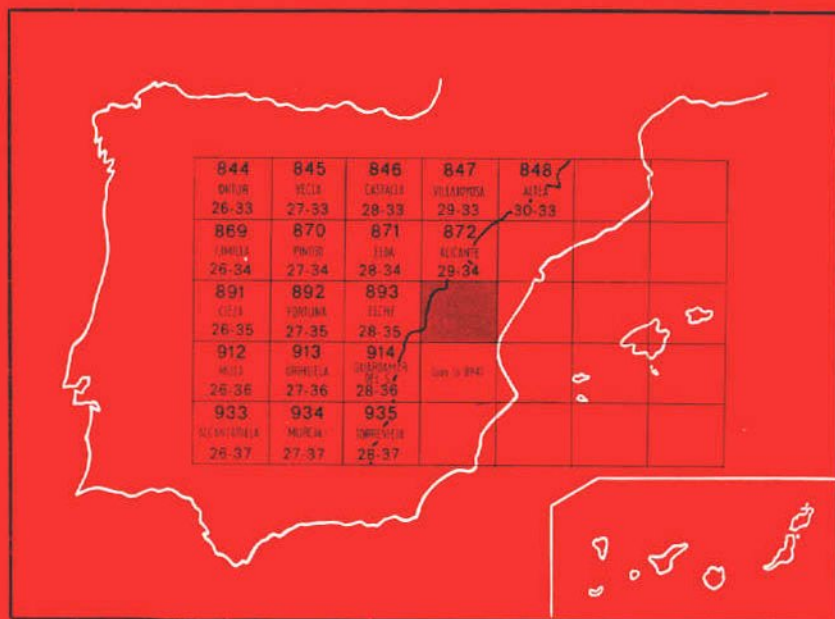 844 845 846 847 848
ONTUR YECLA CASTALLA VILLAJOYOSA ALTEA
26-33 27-33 28-33 29-33 30-33
869 870 871 872
JUMILLA PINOSO ELDA ALICANTE
26-34 27-34 28-34 29-34
891 892 893
CIEZA FORTUNA ELCHE
26-35 27-35 28-35
912 913 914
MULA ORIHUELA GUARDAMAR
DEL S.
26-36 27-36 28-36
933 934 935
ALCANTARILLA MURCIA TORREVIEJA
26-37 27-37 28-37